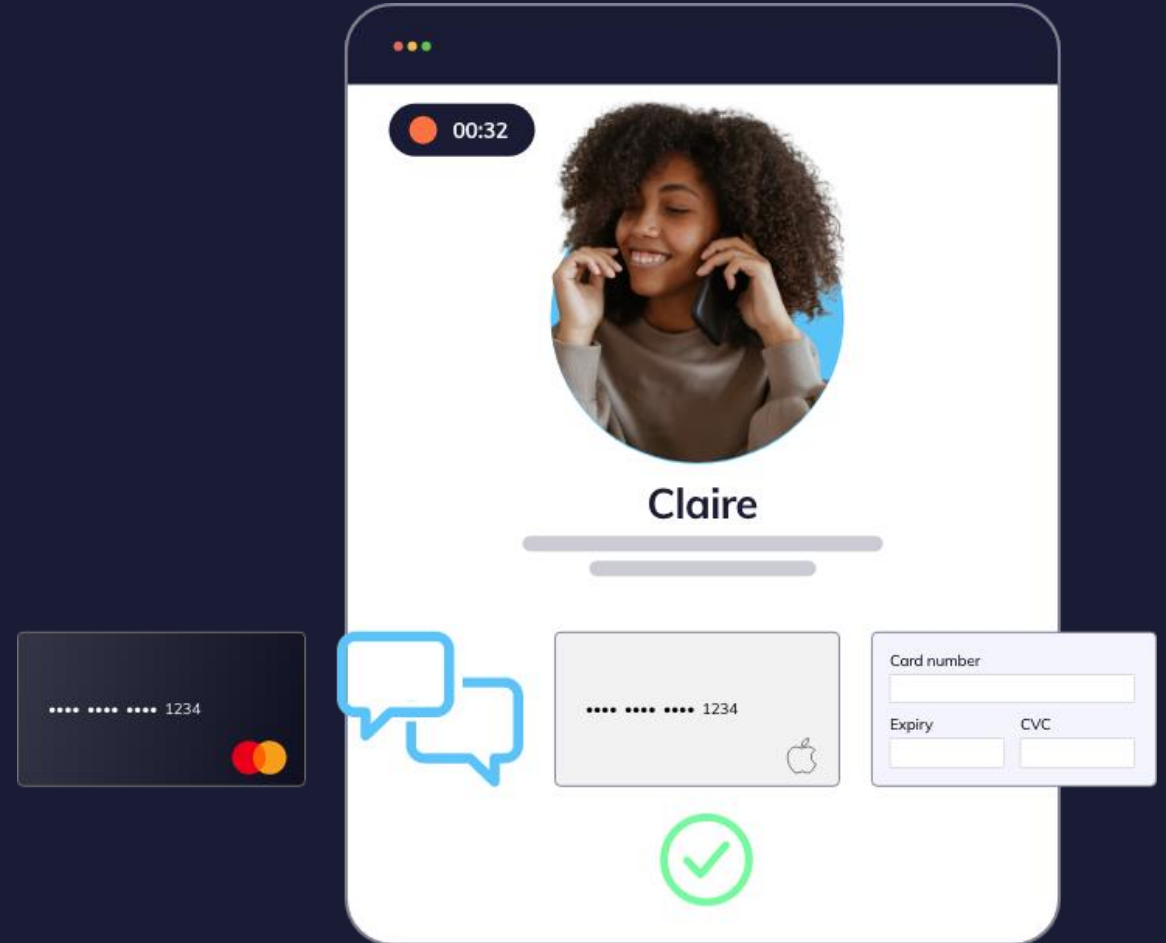 00:32
Claire
•••• •••• •••• 1234
•••• •••• •••• 1234
Card number
Expiry
CVC